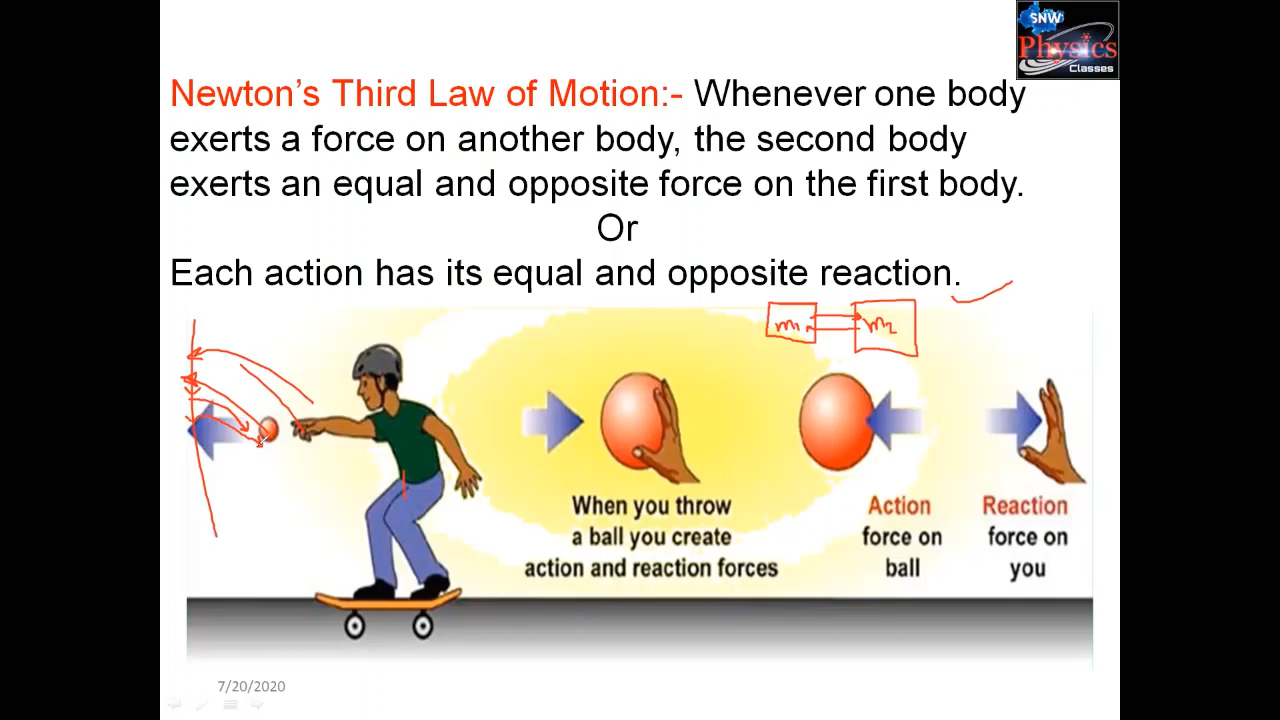 SNW
Physics
Classes
Newton's Third Law of Motion:- Whenever one body
exerts a force on another body, the second body
exerts an equal and opposite force on the first body.
Or
Each action has its equal and opposite reaction.
m1 m2
When you throw
a ball you create
action and reaction forces
Action
force on
ball
Reaction
force on
you
7/20/2020